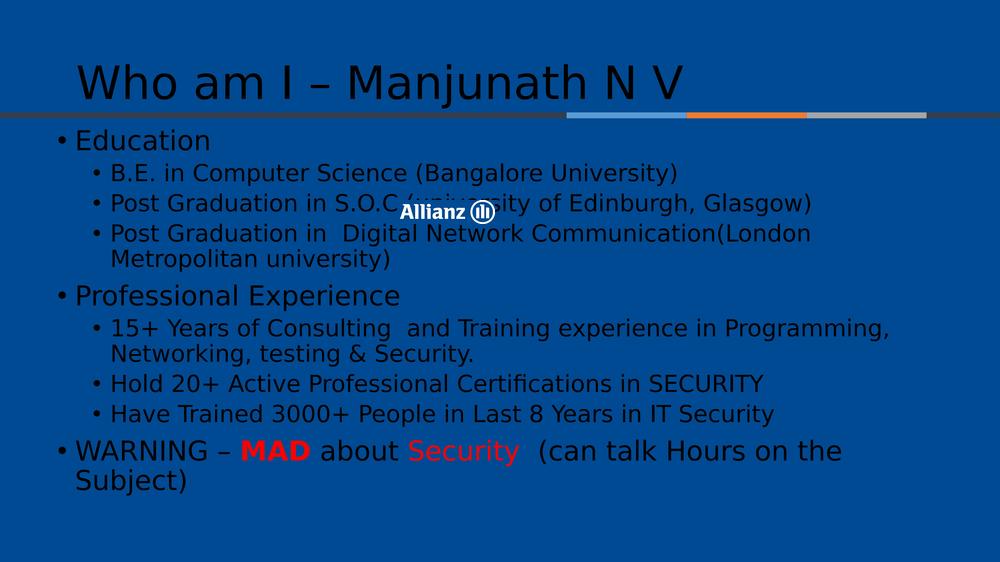 Who am I – Manjunath N V
• Education
• B.E. in Computer Science (Bangalore University)
• Post Graduation in S.O.C of Edinburgh, Glasgow)
Allianz
• Post Graduation in  Digital Network Communication(London
Metropolitan university)
• Professional Experience
• 15+ Years of Consulting  and Training experience in Programming,
Networking, testing & Security.
• Hold 20+ Active Professional Certifications in SECURITY
• Have Trained 3000+ People in Last 8 Years in IT Security
• WARNING – MAD about Security  (can talk Hours on the
Subject)